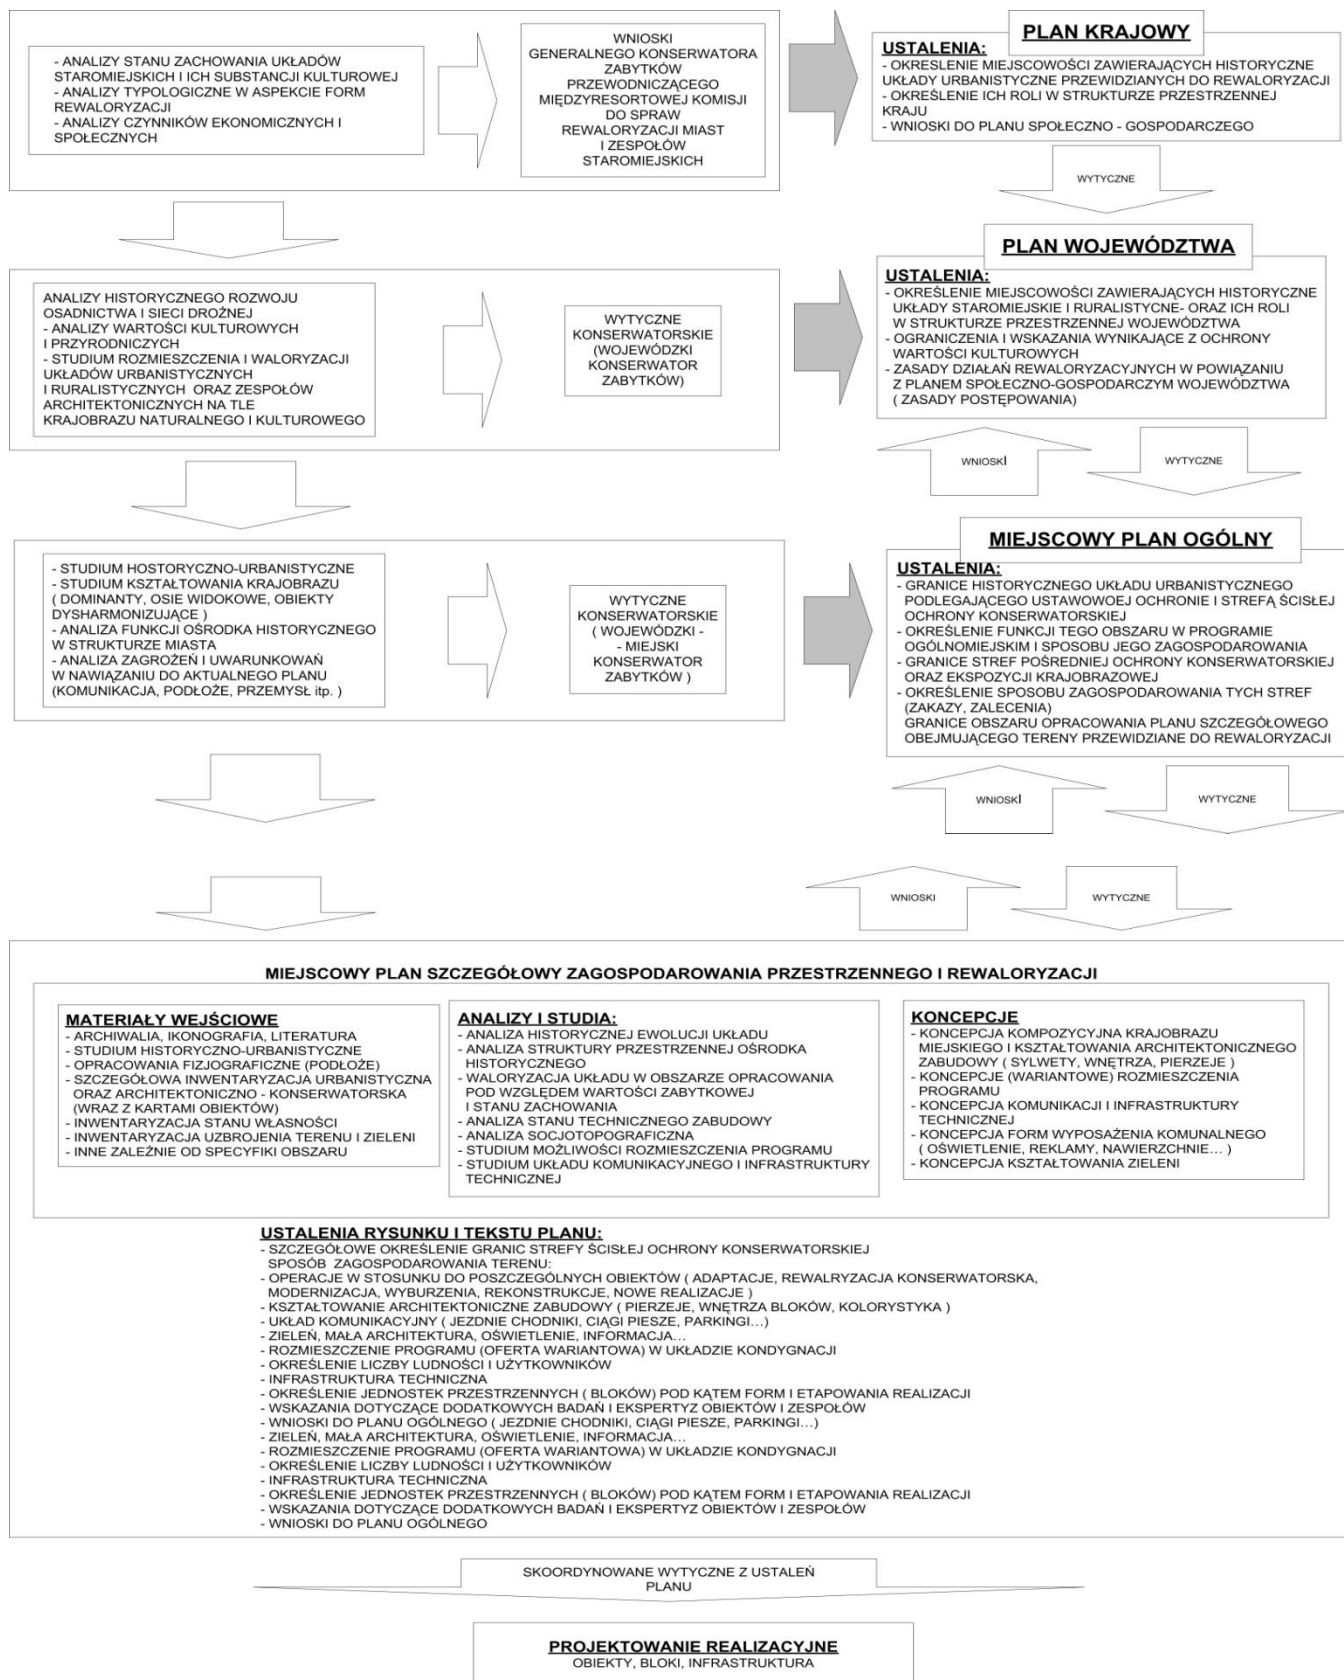 - ANALIZY STANU ZACHOWANIA UKŁADÓW
STAROMIEJSKICH I ICH SUBSTANCJI KULTUROWEJ
- ANALIZY TYPOLOGICZNE W ASPEKCIE FORM
REWALORYZACJI
- ANALIZY CZYNNIKÓW EKONOMICZNYCH I
SPOŁECZNYCH
WNIOSKI
GENERALNEGO KONSERWATORA
ZABYTKÓW
PRZEWODNICZĄCEGO
MIĘDZYRESORTOWEJ KOMISJI
DO SPRAW
REWALORYZACJI MIAST
I ZESPOŁÓW
STAROMIEJSKICH
PLAN KRAJOWY
USTALENIA:
- OKRESLENIE MIEJSCOWOŚCI ZAWIERAJĄCYCH HISTORYCZNE
UKŁADY URBANISTYCZNE PRZEWIDZIANYCH DO REWALORYZACJI
- OKREŚLENIE ICH ROLI W STRUKTURZE PRZESTRZENNEJ
KRAJU
- WNIOSKI DO PLANU SPOŁECZNO - GOSPODARCZEGO
WYTYCZNE
ANALIZY HISTORYCZNEGO ROZWOJU
OSADNICTWA I SIECI DROŻNEJ
- ANALIZY WARTOŚCI KULTUROWYCH
I PRZYRODNICZYCH
- STUDIUM ROZMIESZCZENIA I WALORYZACJI
UKŁADÓW URBANISTYCZNYCH
I RURALISTYCZNYCH ORAZ ZESPOŁÓW
ARCHITEKTONICZNYCH NA TLE
KRAJOBRAZU NATURALNEGO I KULTUROWEGO
WYTYCZNE
KONSERWATORSKIE
(WOJEWÓDZKI
KONSERWATOR
ZABYTKÓW)
PLAN WOJEWÓDZTWA
USTALENIA:
- OKREŚLENIE MIEJSCOWOŚCI ZAWIERAJĄCYCH HISTORYCZNE
UKŁADY STAROMIEJSKIE I RURALISTYCNE- ORAZ ICH ROLI
W STRUKTURZE PRZESTRZENNEJ WOJEWÓDZTWA
- OGRANICZENIA I WSKAZANIA WYNIKAJĄCE Z OCHRONY
WARTOŚCI KULTUROWYCH
- ZASADY DZIAŁAŃ REWALORYZACYJNYCH W POWIĄZANIU
Z PLANEM SPOŁECZNO-GOSPODARCZYM WOJEWÓDZTWA
( ZASADY POSTĘPOWANIA)
WNIOSKI
WYTYCZNE
- STUDIUM HOSTORYCZNO-URBANISTYCZNE
- STUDIUM KSZTAŁTOWANIA KRAJOBRAZU
( DOMINANTY, OSIE WIDOKOWE, OBIEKTY
DYSHARMONIZUJĄCE )
- ANALIZA FUNKCJI OŚRODKA HISTORYCZNEGO
W STRUKTURZE MIASTA
- ANALIZA ZAGROŻEŃ I UWARUNKOWAŃ
W NAWIĄZANIU DO AKTUALNEGO PLANU
(KOMUNIKACJA, PODŁOŻE, PRZEMYSŁ itp. )
WYTYCZNE
KONSERWATORSKIE
( WOJEWÓDZKI -
- MIEJSKI
KONSERWATOR
ZABYTKÓW )
MIEJSCOWY PLAN OGÓLNY
USTALENIA:
- GRANICE HISTORYCZNEGO UKŁADU URBANISTYCZNEGO
PODLEGAJĄCEGO USTAWOWOEJ OCHRONIE I STREFĄ ŚCISŁEJ
OCHRONY KONSERWATORSKIEJ
- OKREŚLENIE FUNKCJI TEGO OBSZARU W PROGRAMIE
OGÓLNOMIEJSKIM I SPOSOBU JEGO ZAGOSPODAROWANIA
- GRANICE STREF POŚREDNIEJ OCHRONY KONSERWATORSKIEJ
ORAZ EKSPOZYCJI KRAJOBRAZOWEJ
- OKREŚLENIE SPOSOBU ZAGOSPODAROWANIA TYCH STREF
(ZAKAZY, ZALECENIA)
GRANICE OBSZARU OPRACOWANIA PLANU SZCZEGÓŁOWEGO
OBEJMUJĄCEGO TERENY PRZEWIDZIANE DO REWALORYZACJI
WNIOSKI
WYTYCZNE
WNIOSKI
WYTYCZNE
MIEJSCOWY PLAN SZCZEGÓŁOWY ZAGOSPODAROWANIA PRZESTRZENNEGO I REWALORYZACJI
MATERIAŁY WEJŚCIOWE
- ARCHIWALIA, IKONOGRAFIA, LITERATURA
- STUDIUM HISTORYCZNO-URBANISTYCZNE
- OPRACOWANIA FIZJOGRAFICZNE (PODŁOŻE)
- SZCZEGÓŁOWA INWENTARYZACJA URBANISTYCZNA
ORAZ ARCHITEKTONICZNO - KONSERWATORSKA
(WRAZ Z KARTAMI OBIEKTÓW)
- INWENTARYZACJA STANU WŁASNOŚCI
- INWENTARYZACJA UZBROJENIA TERENU I ZIELENI
- INNE ZALEŻNIE OD SPECYFIKI OBSZARU
ANALIZY I STUDIA:
- ANALIZA HISTORYCZNEJ EWOLUCJI UKŁADU
- ANALIZA STRUKTURY PRZESTRZENNEJ OŚRODKA
HISTORYCZNEGO
- WALORYZACJA UKŁADU W OBSZARZE OPRACOWANIA
POD WZGLĘDEM WARTOŚCI ZABYTKOWEJ
I STANU ZACHOWANIA
- ANALIZA STANU TECHNICZNEGO ZABUDOWY
- ANALIZA SOCJOTOPOGRAFICZNA
- STUDIUM MOŻLIWOŚCI ROZMIESZCZENIA PROGRAMU
- STUDIUM UKŁADU KOMUNIKACYJNEGO I INFRASTRUKTURY
TECHNICZNEJ
KONCEPCJE
- KONCEPCJA KOMPOZYCYJNA KRAJOBRAZU
MIEJSKIEGO I KSZTAŁTOWANIA ARCHITEKTONICZNEGO
ZABUDOWY ( SYLWETY, WNĘTRZA, PIERZEJE )
- KONCEPCJE (WARIANTOWE) ROZMIESZCZENIA
PROGRAMU
- KONCEPCJA KOMUNIKACJI I INFRASTRUKTURY
TECHNICZNEJ
- KONCEPCJA FORM WYPOSAŻENIA KOMUNALNEGO
( OŚWIETLENIE, REKLAMY, NAWIERZCHNIE... )
- KONCEPCJA KSZTAŁTOWANIA ZIELENI
USTALENIA RYSUNKU I TEKSTU PLANU:
- SZCZEGÓŁOWE OKREŚLENIE GRANIC STREFY ŚCISŁEJ OCHRONY KONSERWATORSKIEJ
SPOSÓB ZAGOSPODAROWANIA TERENU:
- OPERACJE W STOSUNKU DO POSZCZEGÓLNYCH OBIEKTÓW ( ADAPTACJE, REWALRYZACJA KONSERWATORSKA,
MODERNIZACJA, WYBURZENIA, REKONSTRUKCJE, NOWE REALIZACJE )
- KSZTAŁTOWANIE ARCHITEKTONICZNE ZABUDOWY ( PIERZEJE, WNĘTRZA BLOKÓW, KOLORYSTYKA )
- UKŁAD KOMUNIKACYJNY ( JEZDNIE CHODNIKI, CIĄGI PIESZE, PARKINGI...)
- ZIELEŃ, MAŁA ARCHITEKTURA, OŚWIETLENIE, INFORMACJA...
- ROZMIESZCZENIE PROGRAMU (OFERTA WARIANTOWA) W UKŁADZIE KONDYGNACJI
- OKREŚLENIE LICZBY LUDNOŚCI I UŻYTKOWNIKÓW
- INFRASTRUKTURA TECHNICZNA
- OKREŚLENIE JEDNOSTEK PRZESTRZENNYCH ( BLOKÓW) POD KĄTEM FORM I ETAPOWANIA REALIZACJI
- WSKAZANIA DOTYCZĄCE DODATKOWYCH BADAŃ I EKSPERTYZ OBIEKTÓW I ZESPOŁÓW
- WNIOSKI DO PLANU OGÓLNEGO ( JEZDNIE CHODNIKI, CIĄGI PIESZE, PARKINGI...)
- ZIELEŃ, MAŁA ARCHITEKTURA, OŚWIETLENIE, INFORMACJA...
- ROZMIESZCZENIE PROGRAMU (OFERTA WARIANTOWA) W UKŁADZIE KONDYGNACJI
- OKREŚLENIE LICZBY LUDNOŚCI I UŻYTKOWNIKÓW
- INFRASTRUKTURA TECHNICZNA
- OKREŚLENIE JEDNOSTEK PRZESTRZENNYCH ( BLOKÓW) POD KĄTEM FORM I ETAPOWANIA REALIZACJI
- WSKAZANIA DOTYCZĄCE DODATKOWYCH BADAŃ I EKSPERTYZ OBIEKTÓW I ZESPOŁÓW
- WNIOSKI DO PLANU OGÓLNEGO
SKOORDYNOWANE WYTYCZNE Z USTALEŃ
PLANU
PROJEKTOWANIE REALIZACYJNE
OBIEKTY, BLOKI, INFRASTRUKTURA